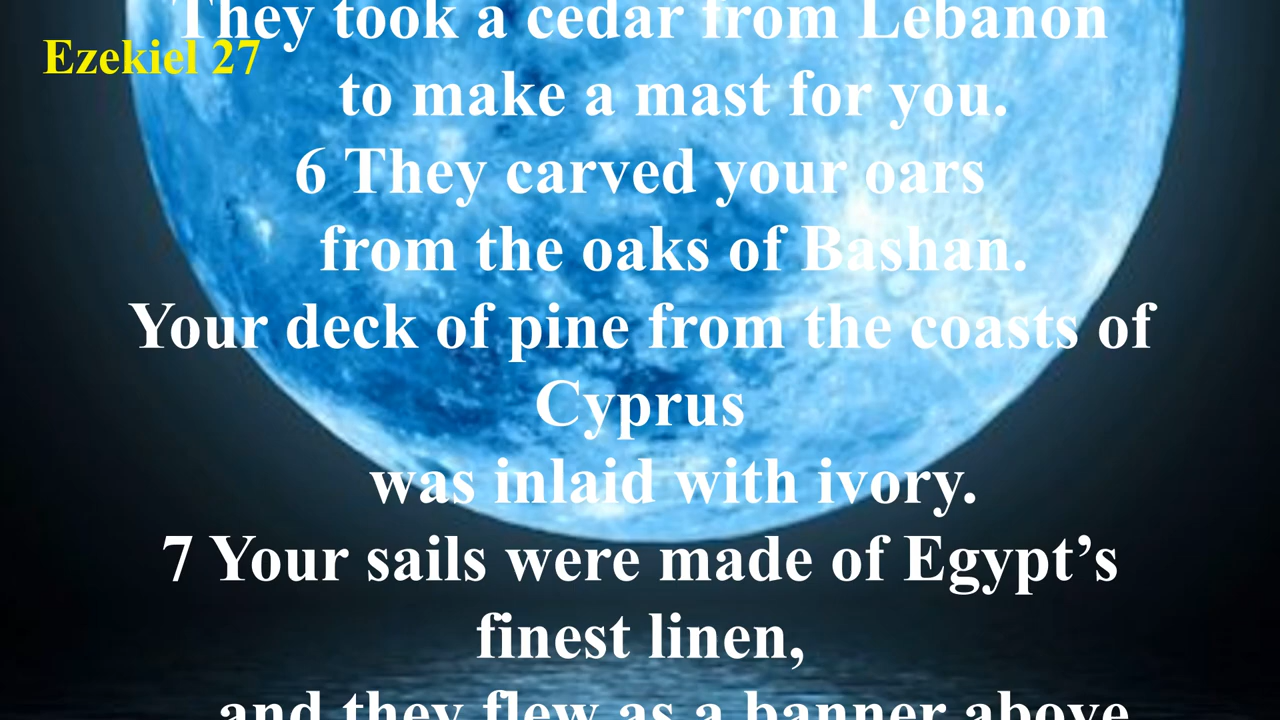 They took a cedar from Lebanon
Ezekiel 27
to make a mast for you.
6 They carved your oars
from the oaks of Bashan.
Your deck of pine from the coasts of
Cyprus
was inlaid with ivory.
7 Your sails were made of Egypt’s
finest linen,
and they flew as a banner above